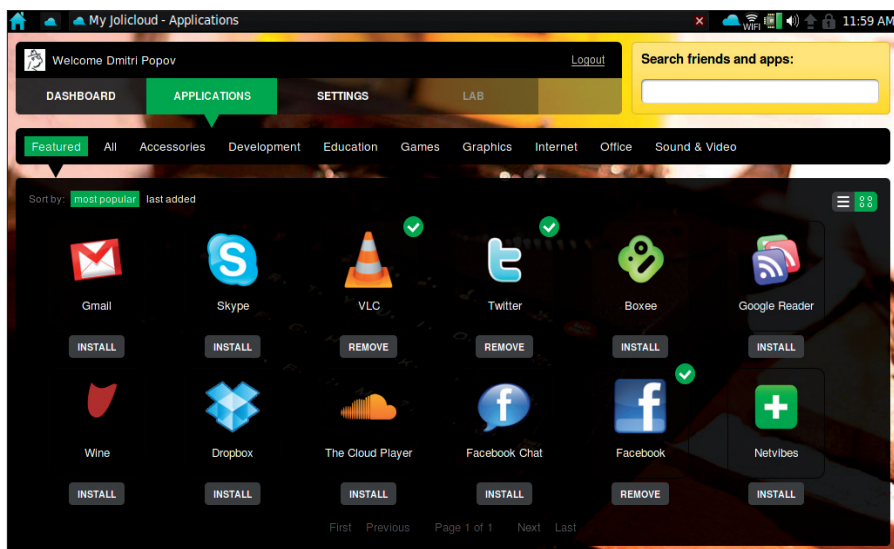 My Jolicloud - Applications
WIFI
11:59 AM
Welcome Dmitri Popov
Logout
Search friends and apps:
DASHBOARD APPLICATIONS SETTINGS LAB
Featured All Accessories Development Education Games Graphics Internet Office Sound & Video
Sort by: most popular last added
Gmail Skype VLC Twitter Boxee Google Reader
INSTALL INSTALL REMOVE REMOVE INSTALL INSTALL
Wine Dropbox The Cloud Player Facebook Chat Facebook Netvibes
INSTALL INSTALL INSTALL INSTALL REMOVE INSTALL
First Previous Page 1 of 1 Next Last